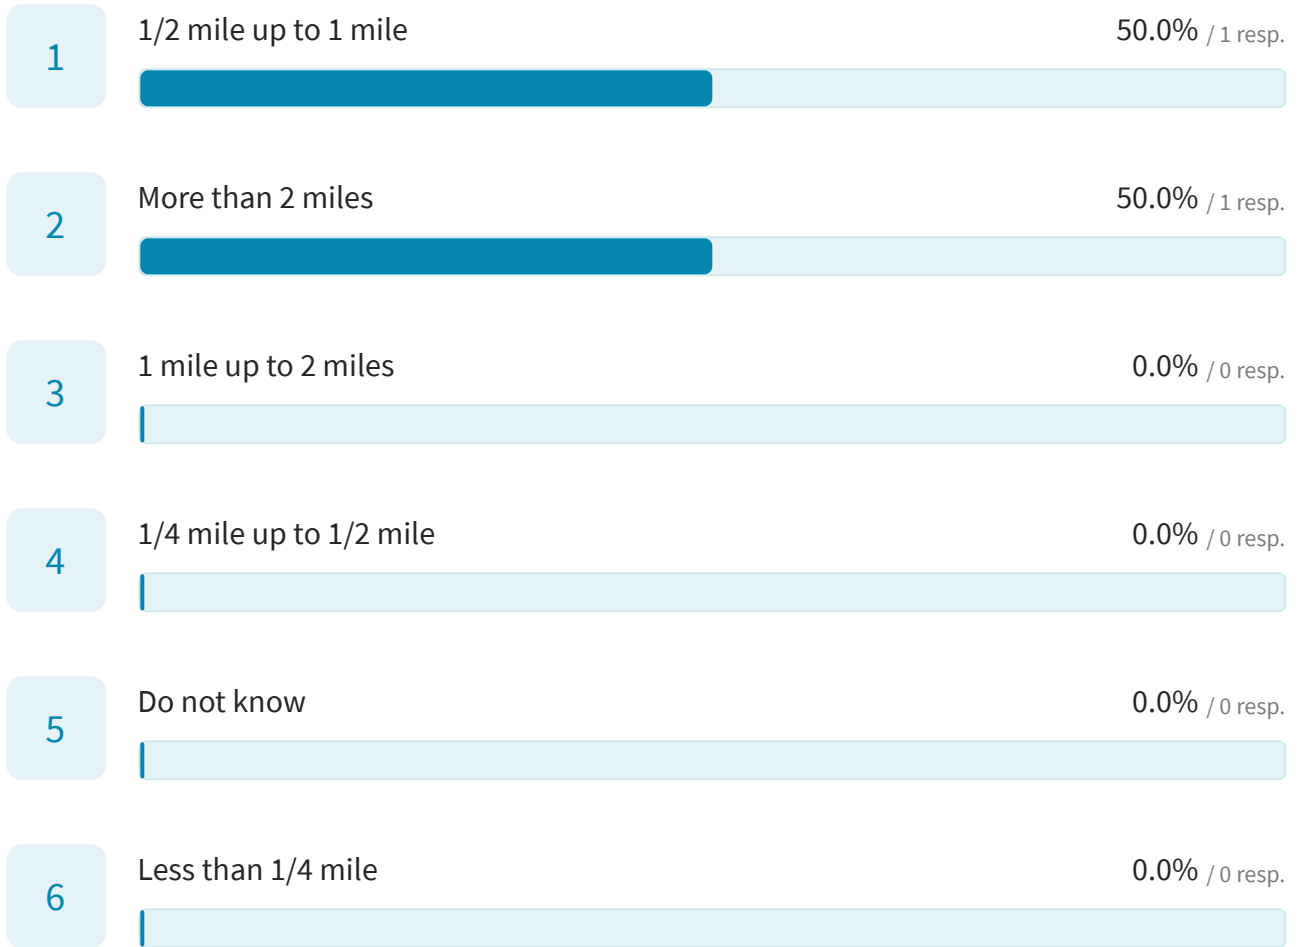 1
1/2 mile up to 1 mile 50.0% / 1 resp.
2
More than 2 miles 50.0% / 1 resp.
3
1 mile up to 2 miles 0.0% / 0 resp.
4
1/4 mile up to 1/2 mile 0.0% / 0 resp.
5
Do not know 0.0% / 0 resp.
6
Less than 1/4 mile 0.0% / 0 resp.